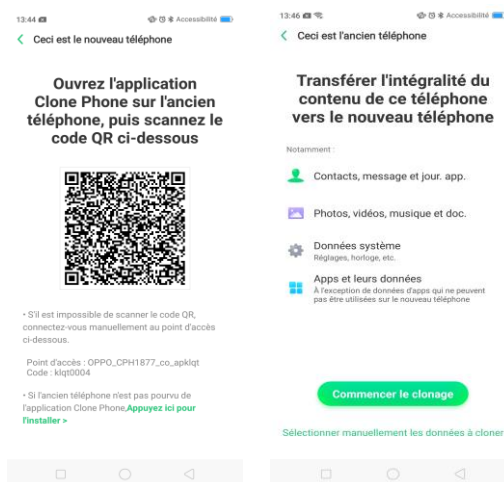 13:44
Accessibilité
Ceci est le nouveau téléphone
Ouvrez l'application
Clone Phone sur l'ancien
téléphone, puis scannez le
code QR ci-dessous
• S'il est impossible de scanner le code QR,
connectez-vous manuellement au point d'accès
ci-dessous.
Point d'accès : OPPO_CPH1877_co_apklqt
Code : klqt0004
• Si l'ancien téléphone n'est pas pourvu de
l'application Clone Phone,Appuyez ici pour
l'installer >
13:46
Accessibilité
Ceci est l'ancien téléphone
Transférer l'intégralité du
contenu de ce téléphone
vers le nouveau téléphone
Notamment :
Contacts, message et jour. app.
Photos, vidéos, musique et doc.
Données système
Réglages, horloge, etc.
Apps et leurs données
À l'exception de données d'apps qui ne peuvent
pas être utilisées sur le nouveau téléphone
Commencer le clonage
Sélectionner manuellement les données à cloner